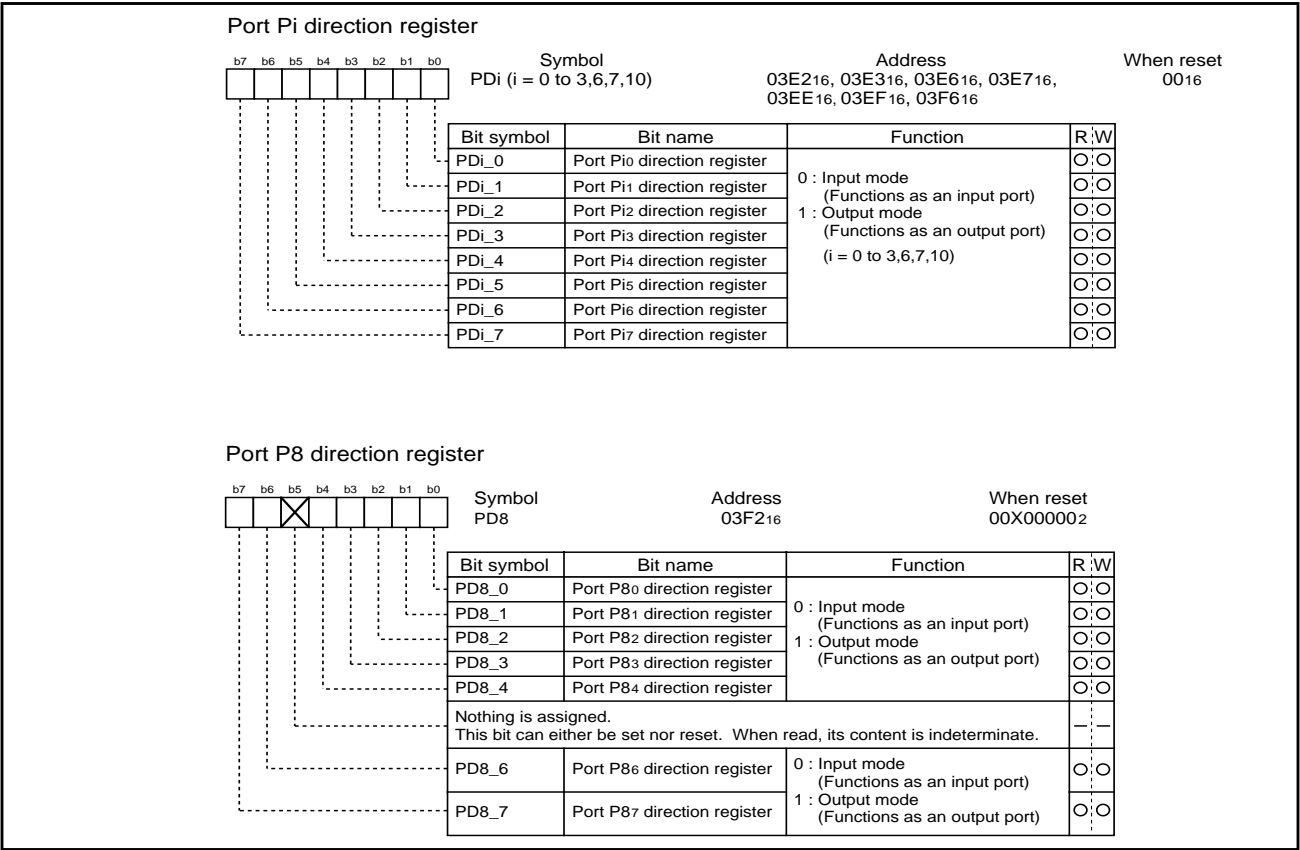 Port Pi direction register
b7 b6 b5 b4 b3 b2 b1 b0
Symbol Address When reset
PDi (i = 0 to 3,6,7,10) 03E216, 03E316, 03E616, 03E716, 0016
03EE16, 03EF16, 03F616
Bit symbol Bit name Function R W
PDi_0 Port Pi0 direction register
PDi_1 Port Pi1 direction register
PDi_2 Port Pi2 direction register
PDi_3 Port Pi3 direction register
PDi_4 Port Pi4 direction register
PDi_5 Port Pi5 direction register
PDi_6 Port Pi6 direction register
PDi_7 Port Pi7 direction register
0 : Input mode
(Functions as an input port)
1 : Output mode
(Functions as an output port)
(i = 0 to 3,6,7,10)
Port P8 direction register
b7 b6 b5 b4 b3 b2 b1 b0
Symbol Address When reset
PD8 03F216 00X000002
Bit symbol Bit name Function R W
PD8_0 Port P80 direction register
PD8_1 Port P81 direction register
PD8_2 Port P82 direction register
PD8_3 Port P83 direction register
PD8_4 Port P84 direction register
0 : Input mode
(Functions as an input port)
1 : Output mode
(Functions as an output port)
Nothing is assigned.
This bit can either be set nor reset. When read, its content is indeterminate.
PD8_6 Port P86 direction register
PD8_7 Port P87 direction register
0 : Input mode
(Functions as an input port)
1 : Output mode
(Functions as an output port)